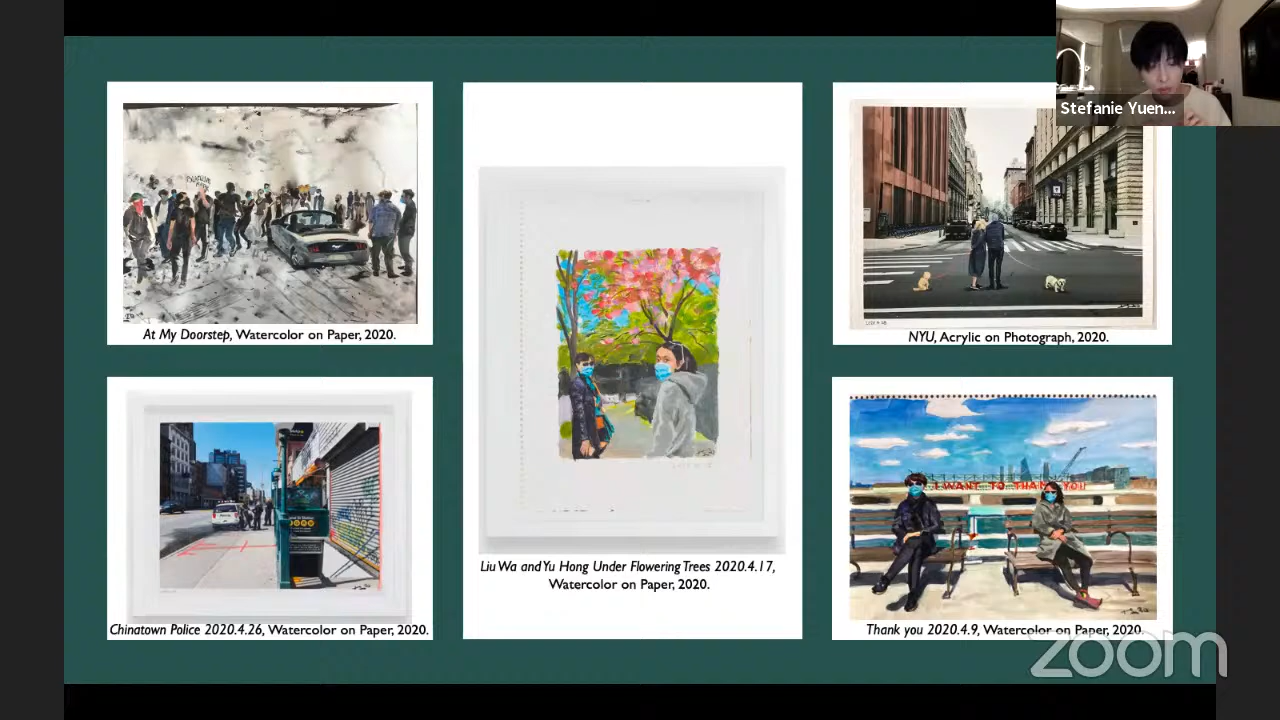 Stefanie Yuen...
At My Doorstep, Watercolor on Paper, 2020.
NYU, Acrylic on Photograph, 2020.
I WANT TO THANK YOU
Liu Wa and Yu Hong Under Flowering Trees 2020.4.17,
Watercolor on Paper, 2020.
Chinatown Police 2020.4.26, Watercolor on Paper, 2020.
Thank you 2020.4.9, Watercolor on Paper, 2020.
zoom